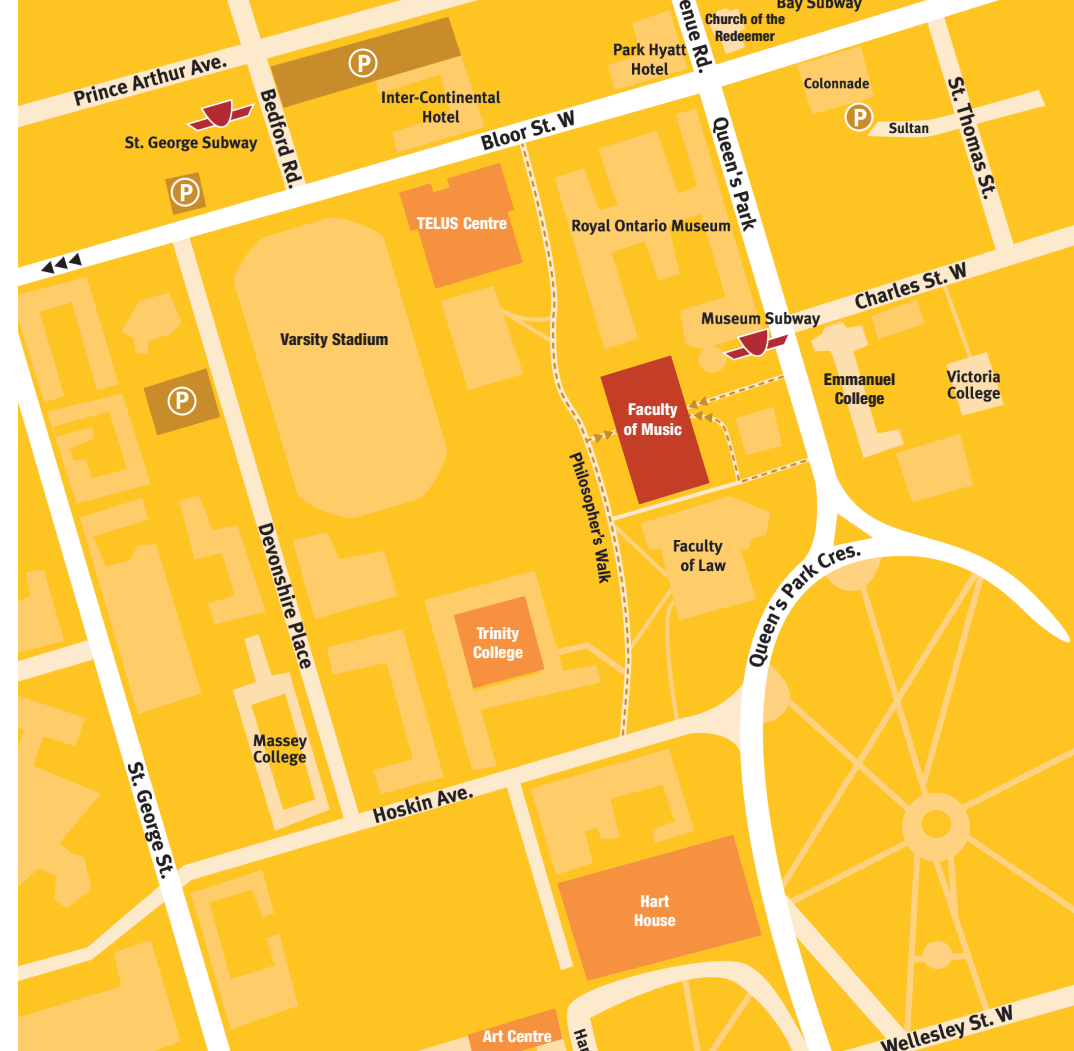 Bay Subway
enue Rd.
Church of the
Redeemer
Park Hyatt
Hotel
Prince Arthur Ave.
P
Colonnade
Inter-Continental
Hotel
P
St. George Subway
Bedford Rd.
Bloor St. W
Sultan
St. Thomas St.
Queen's Park
P
TELUS Centre
Royal Ontario Museum
Charles St. W
Museum Subway
Varsity Stadium
Emmanuel
College
Victoria
College
P
Faculty
of Music
Philosopher's Walk
Faculty
of Law
Queen's Park Cres.
Devonshire Place
Trinity
College
Massey
College
St. George St.
Hoskin Ave.
Hart
House
Wellesley St. W
Art Centre
Har